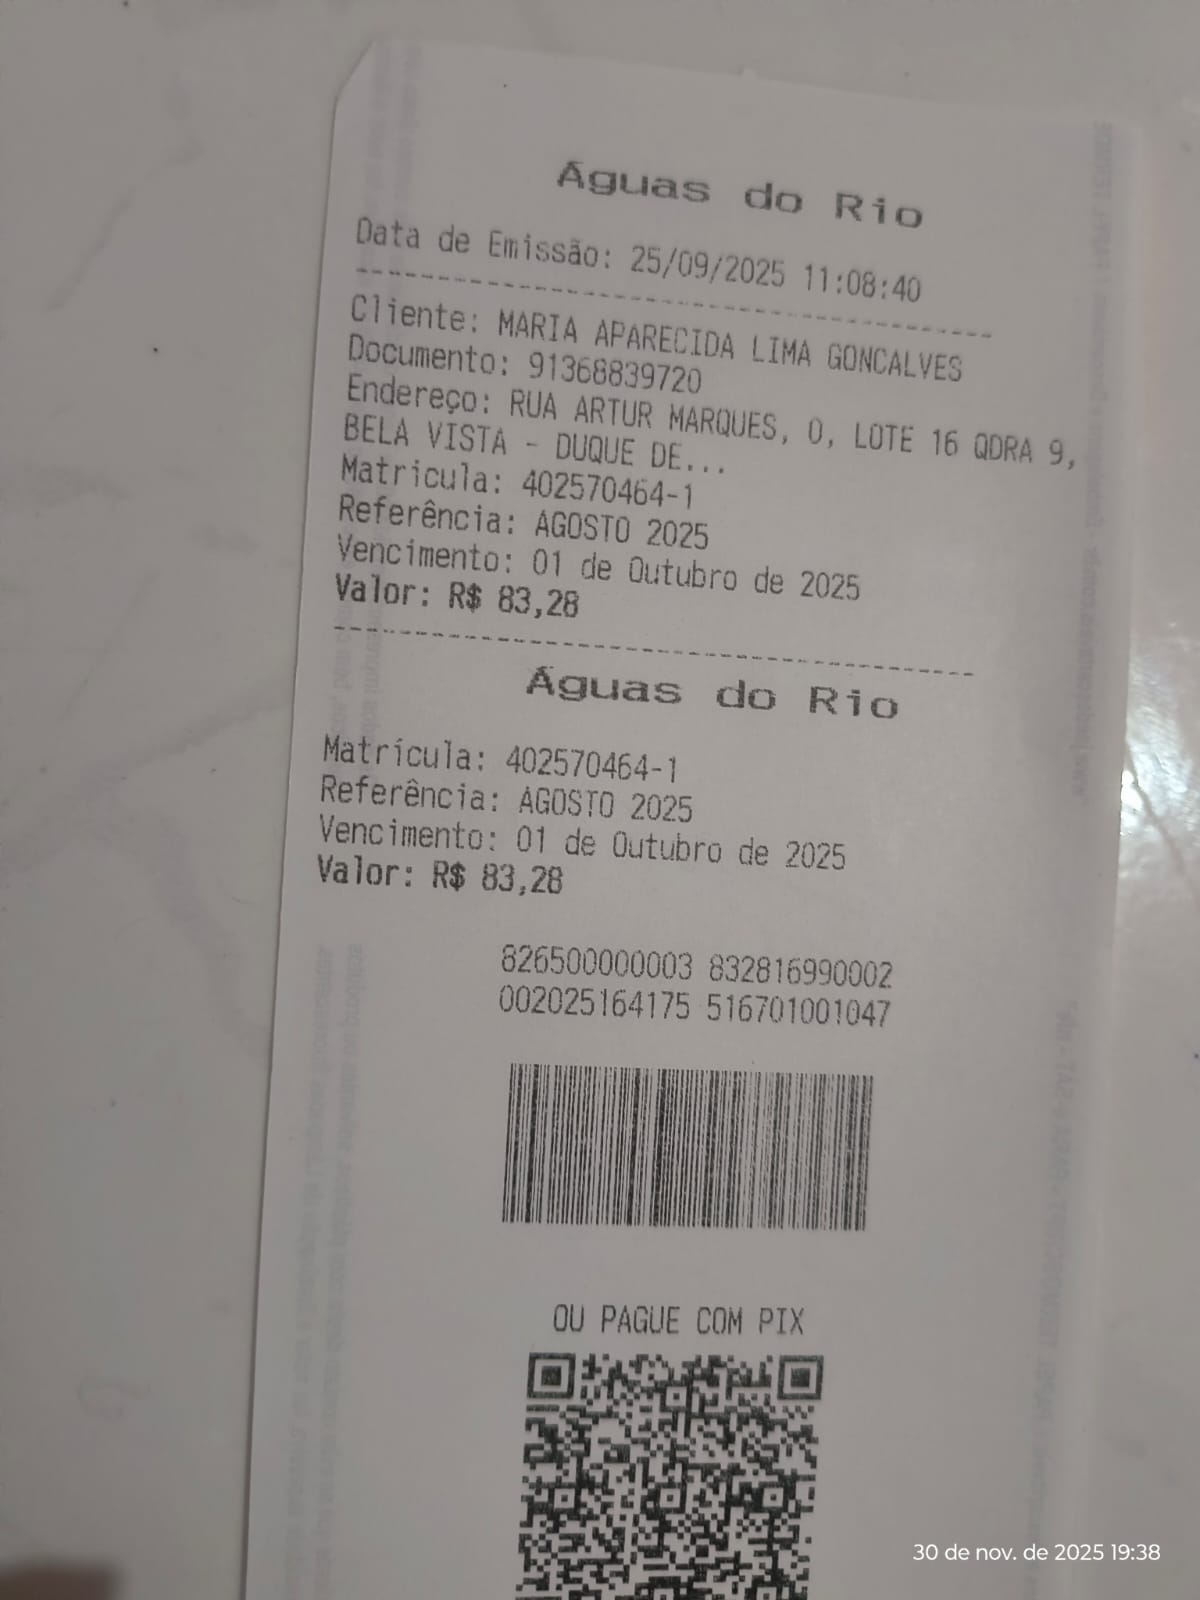 Águas do Rio
Data de Emissão: 25/09/2025 11:08:40
Cliente: MARIA APARECIDA LIMA GONCALVES
Documento: 91368839720
Endereço: RUA ARTUR MARQUES, 0, LOTE 16 QDRA 9,
BELA VISTA - DUQUE DE...
Matricula: 402570464-1
Referência: AGOSTO 2025
Vencimento: 01 de Outubro de 2025
Valor: R$ 83,28
Águas do Rio
Matrícula: 402570464-1
Referência: AGOSTO 2025
Vencimento: 01 de Outubro de 2025
Valor: R$ 83,28
826500000003 832816990002
002025164175 516701001047
OU PAGUE COM PIX
30 de nov. de 2025 19:38